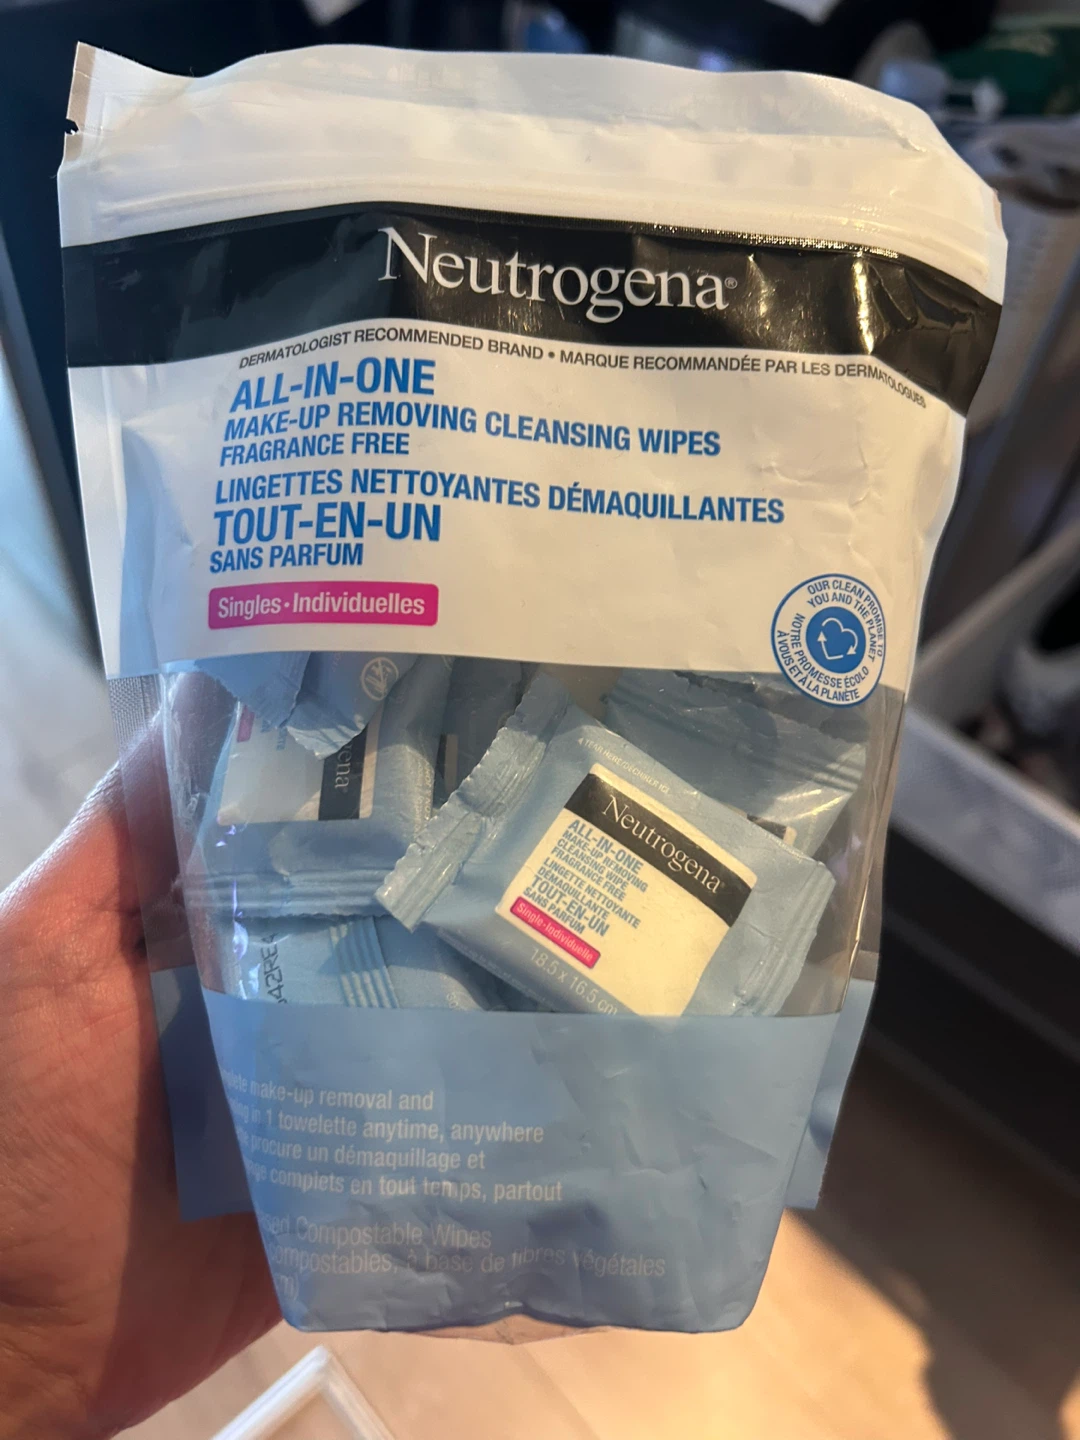 Neutrogena®
DERMATOLOGIST RECOMMENDED BRAND • MARQUE RECOMMANDÉE PAR LES DERMATOLOGUES
ALL-IN-ONE
MAKE-UP REMOVING CLEANSING WIPES
FRAGRANCE FREE
LINGETTES NETTOYANTES DÉMAQUILLANTES
TOUT-EN-UN
SANS PARFUM
Singles • Individuelles
OUR CLEAN PROMISE TO
YOU AND THE PLANET
NOTRE PROMESSE ÉCOLO
À VOUS ET À LA PLANÈTE
ena
Neutrogena®
ALL-IN-ONE
MAKE-UP REMOVING
CLEANSING WIPE
FRAGRANCE FREE
LINGETTE NETTOYANTE
DÉMAQUILLANTE
TOUT-EN-UN
SANS PARFUM
Single • Individuelle
18.5 x 16.5 cm
make-up removal and
in 1 towelette anytime, anywhere
procure un démaquillage et
complets en tout temps, partout
Compostable Wipes
compostables, à base de fibres végétales